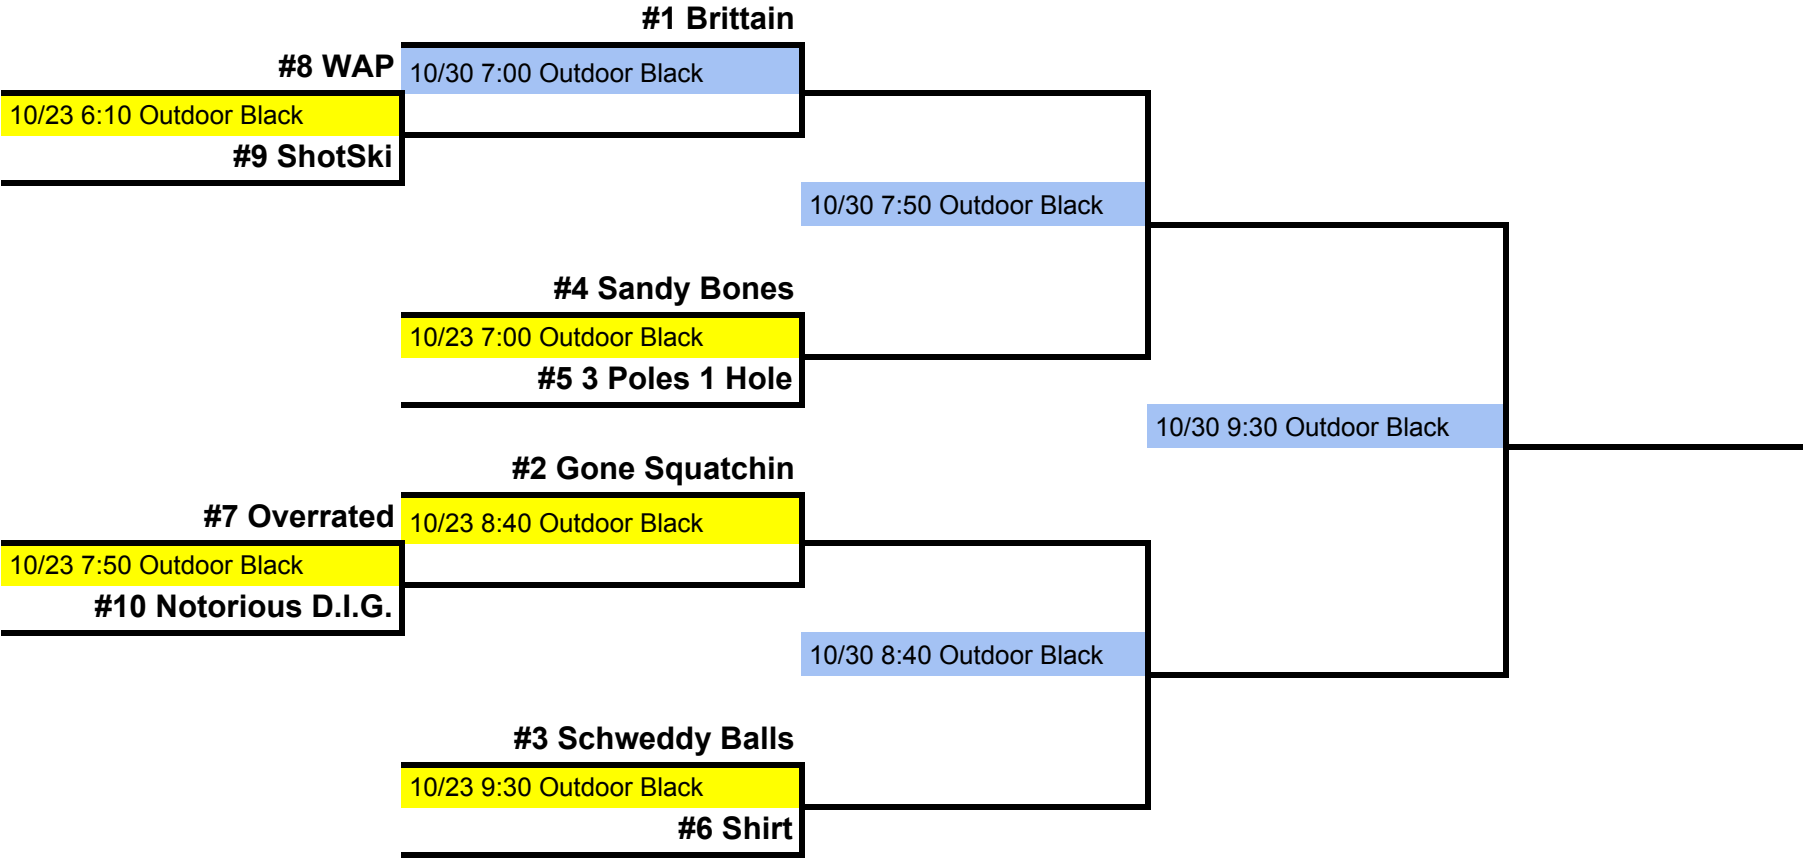 #1 Brittain
#8 WAP
10/30 7:00 Outdoor Black
10/23 6:10 Outdoor Black
#9 ShotSki
10/30 7:50 Outdoor Black
#4 Sandy Bones
10/23 7:00 Outdoor Black
#5 3 Poles 1 Hole
10/30 9:30 Outdoor Black
#2 Gone Squatchin
#7 Overrated
10/23 8:40 Outdoor Black
10/23 7:50 Outdoor Black
#10 Notorious D.I.G.
10/30 8:40 Outdoor Black
#3 Schweddy Balls
10/23 9:30 Outdoor Black
#6 Shirt